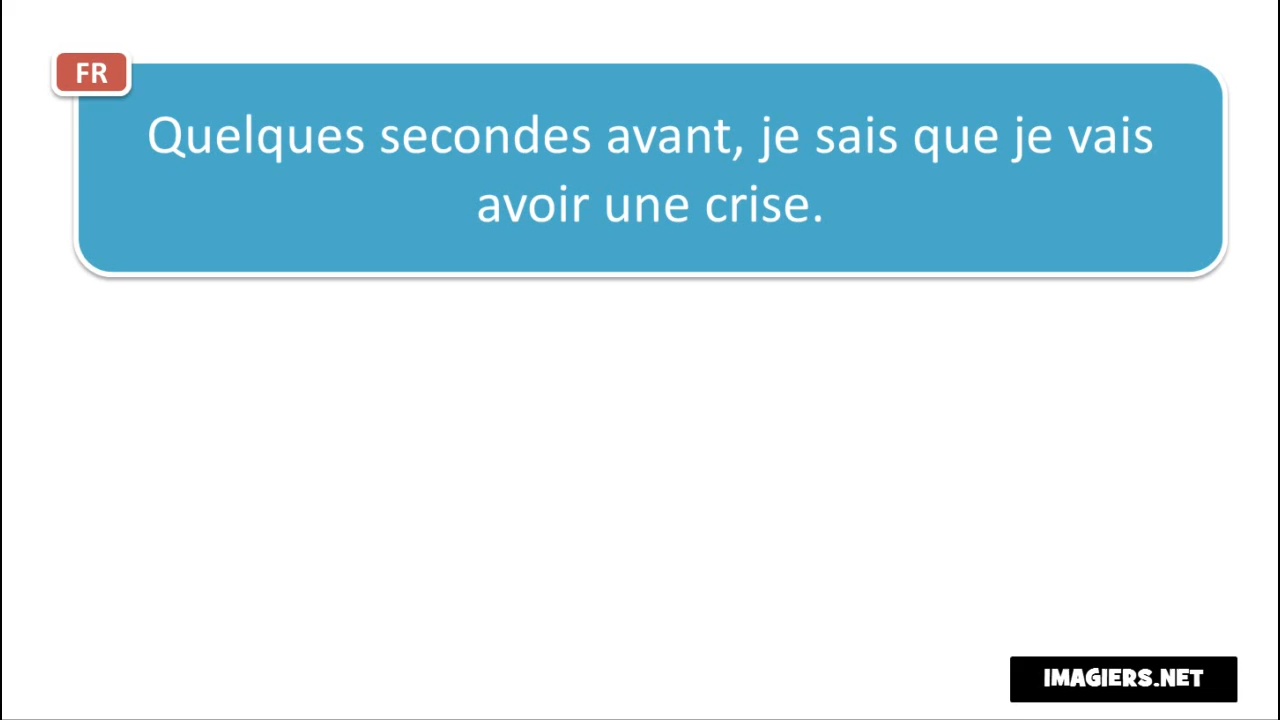 FR
Quelques secondes avant, je sais que je vais
avoir une crise.
IMAGIERS.NET